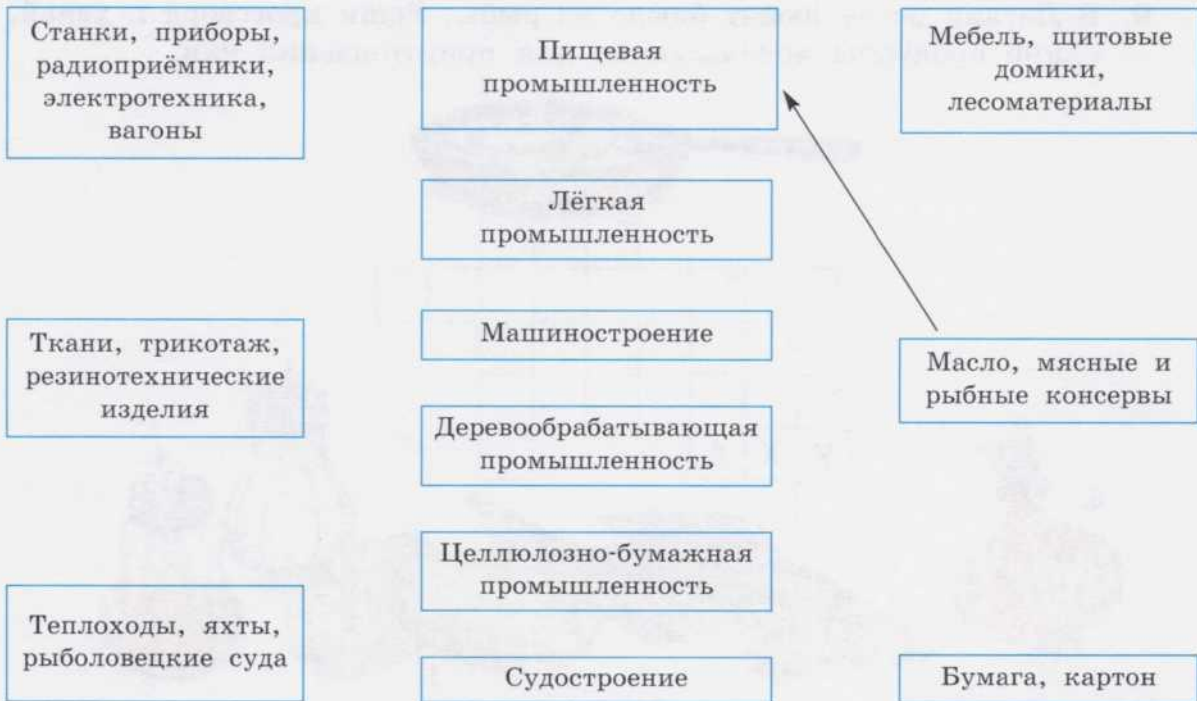 Станки, приборы,
радиоприёмники,
электротехника,
вагоны
Пищевая
промышленность
Мебель, щитовые
домики,
лесоматериалы
Лёгкая
промышленность
Машиностроение
Ткани, трикотаж,
резинотехнические
изделия
Масло, мясные и
рыбные консервы
Деревообрабатывающая
промышленность
Целлюлозно-бумажная
промышленность
Теплоходы, яхты,
рыболовецкие суда
Судостроение
Бумага, картон